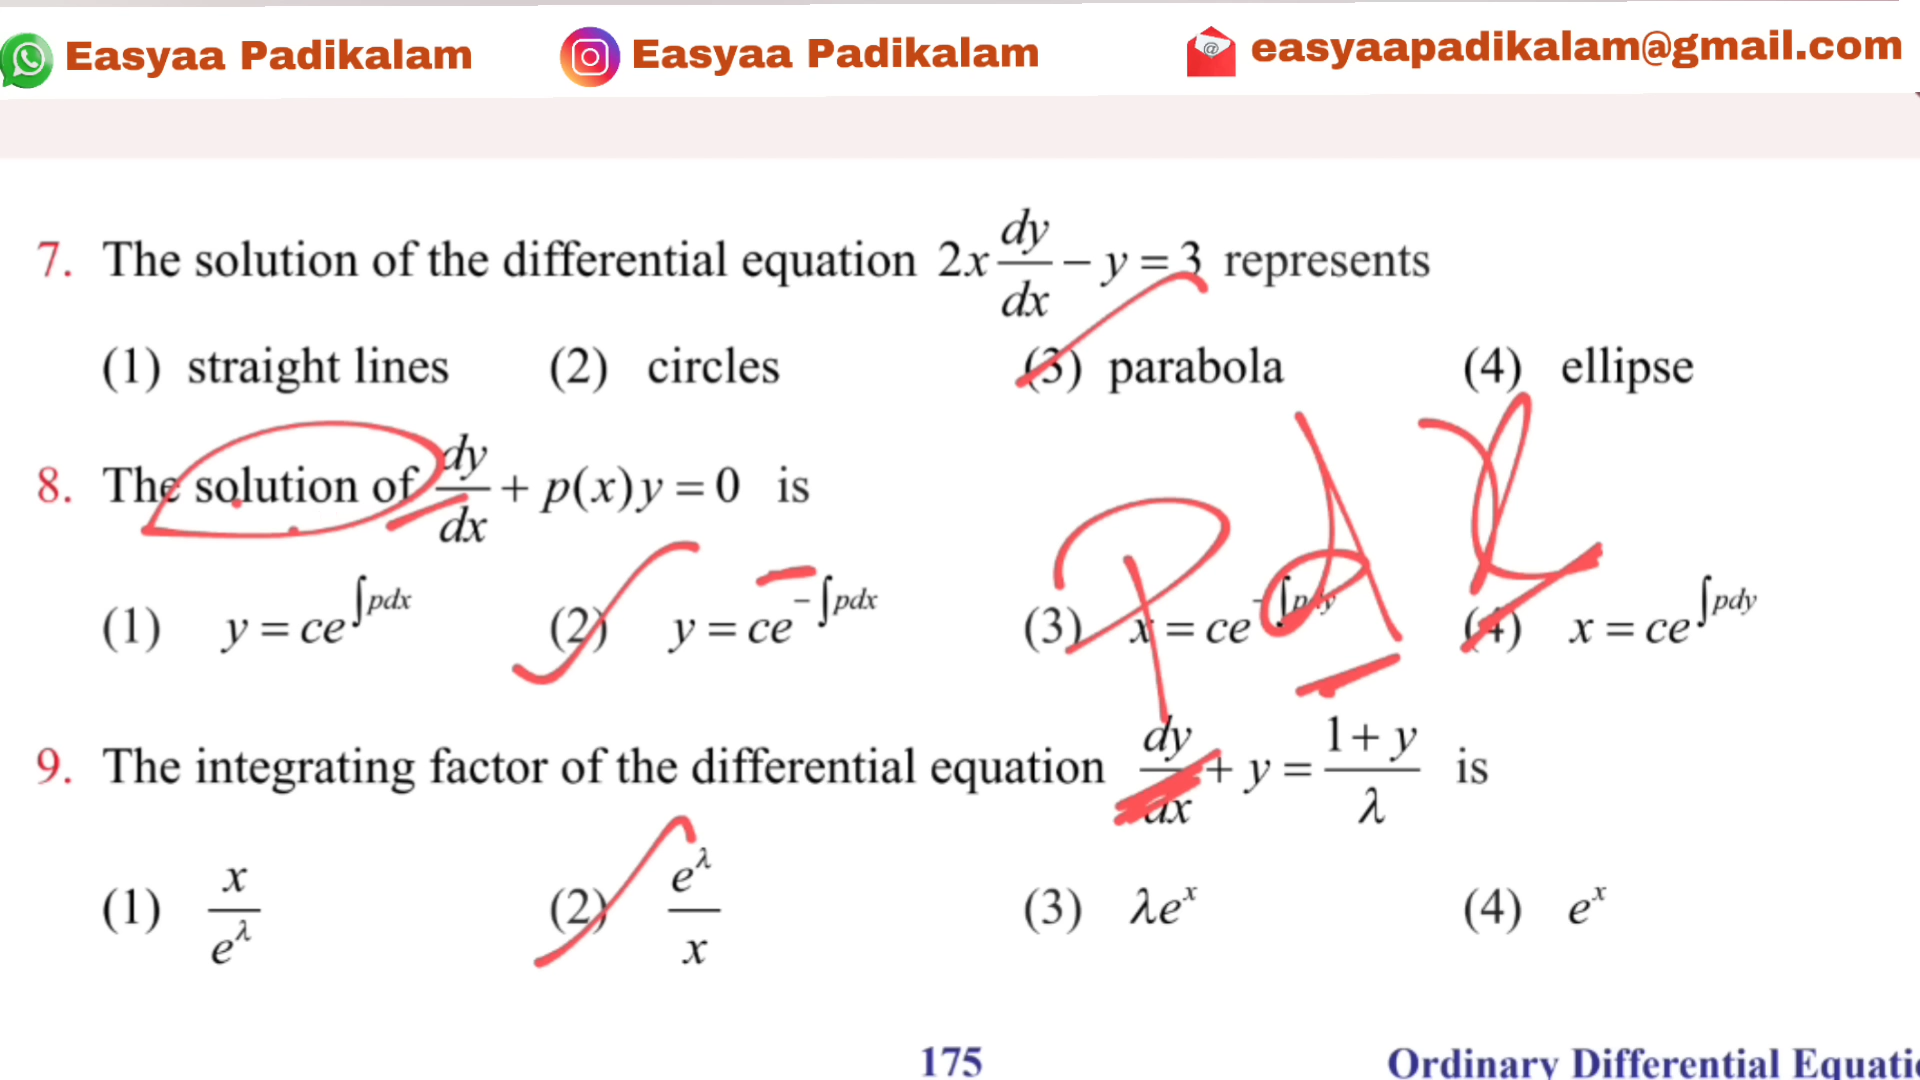 Easyaa Padikalam Easyaa Padikalam easyaapadikalam@gmail.com
7. The solution of the differential equation 2x dy/dx − y = 3 represents
(1) straight lines (2) circles (3) parabola (4) ellipse
8. The solution of dy/dx + p(x)y = 0 is
(1) y = ce^∫pdx (2) y = ce^−∫pdx (3) x = ce^−∫pdy (4) x = ce^∫pdy
9. The integrating factor of the differential equation dy/dx + y = (1+y)/λ is
(1) x/e^λ (2) e^λ/x (3) λe^x (4) e^x
175 Ordinary Differential Equati